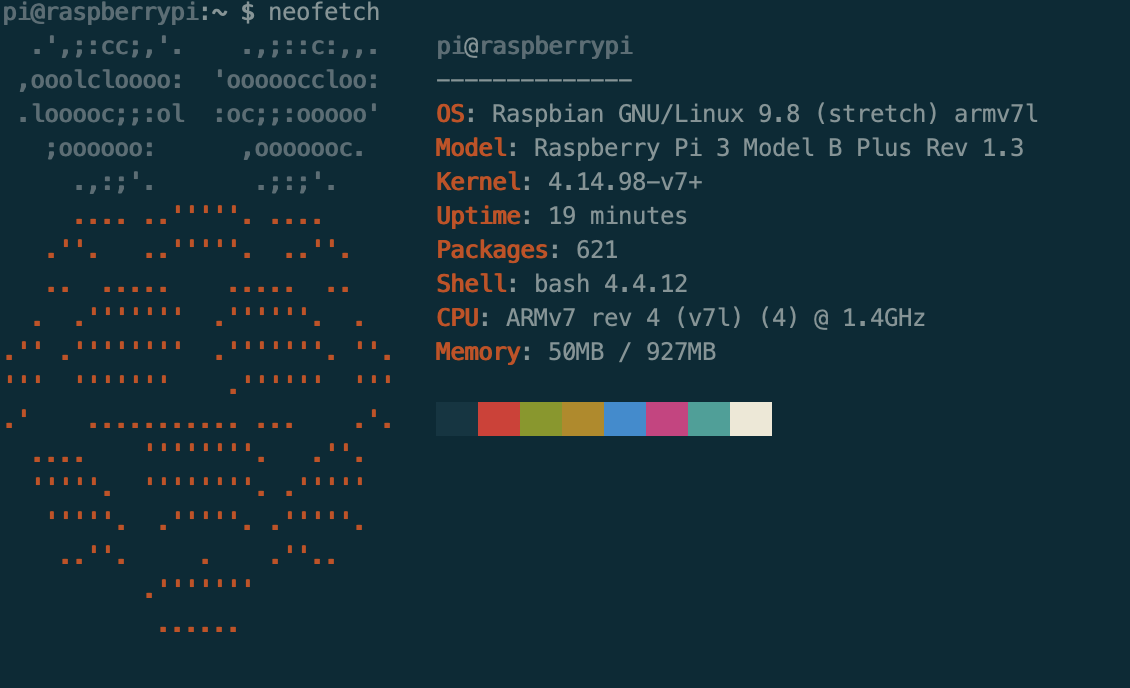 pi@raspberrypi:~ $ neofetch
pi@raspberrypi
--------------
OS: Raspbian GNU/Linux 9.8 (stretch) armv7l
Model: Raspberry Pi 3 Model B Plus Rev 1.3
Kernel: 4.14.98-v7+
Uptime: 19 minutes
Packages: 621
Shell: bash 4.4.12
CPU: ARMv7 rev 4 (v7l) (4) @ 1.4GHz
Memory: 50MB / 927MB